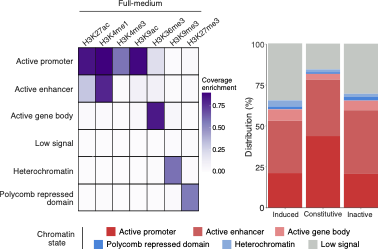 Full-medium
H3K27ac
H3K4me1
H3K4me3
H3K9ac
H3K36me3
H3K9me3
H3K27me3
Active promoter
Active enhancer
Active gene body
Low signal
Heterochromatin
Polycomb repressed
domain
Coverage
enrichment
0.75
0.50
0.25
0.00
Distribution (%)
100
75
50
25
0
Induced
Constitutive
Inactive
Chromatin
state
Active promoter
Active enhancer
Active gene body
Polycomb repressed domain
Heterochromatin
Low signal